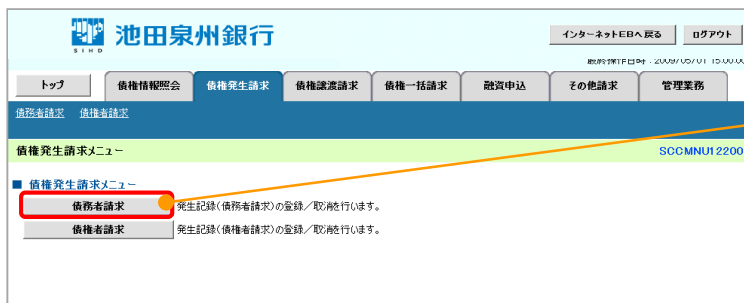 SIHD 池田泉州銀行
インターネットEBへ戻る ログアウト
最終操作日時:2009/05/01 15:00:00
トップ 債権情報照会 債権発生請求 債権譲渡請求 債権一括請求 融資申込 その他請求 管理業務
債務者請求 債権者請求
債権発生請求メニュー SCCMNU12200
■ 債権発生請求メニュー
債務者請求 発生記録(債務者請求)の登録/取消を行います。
債権者請求 発生記録(債権者請求)の登録/取消を行います。